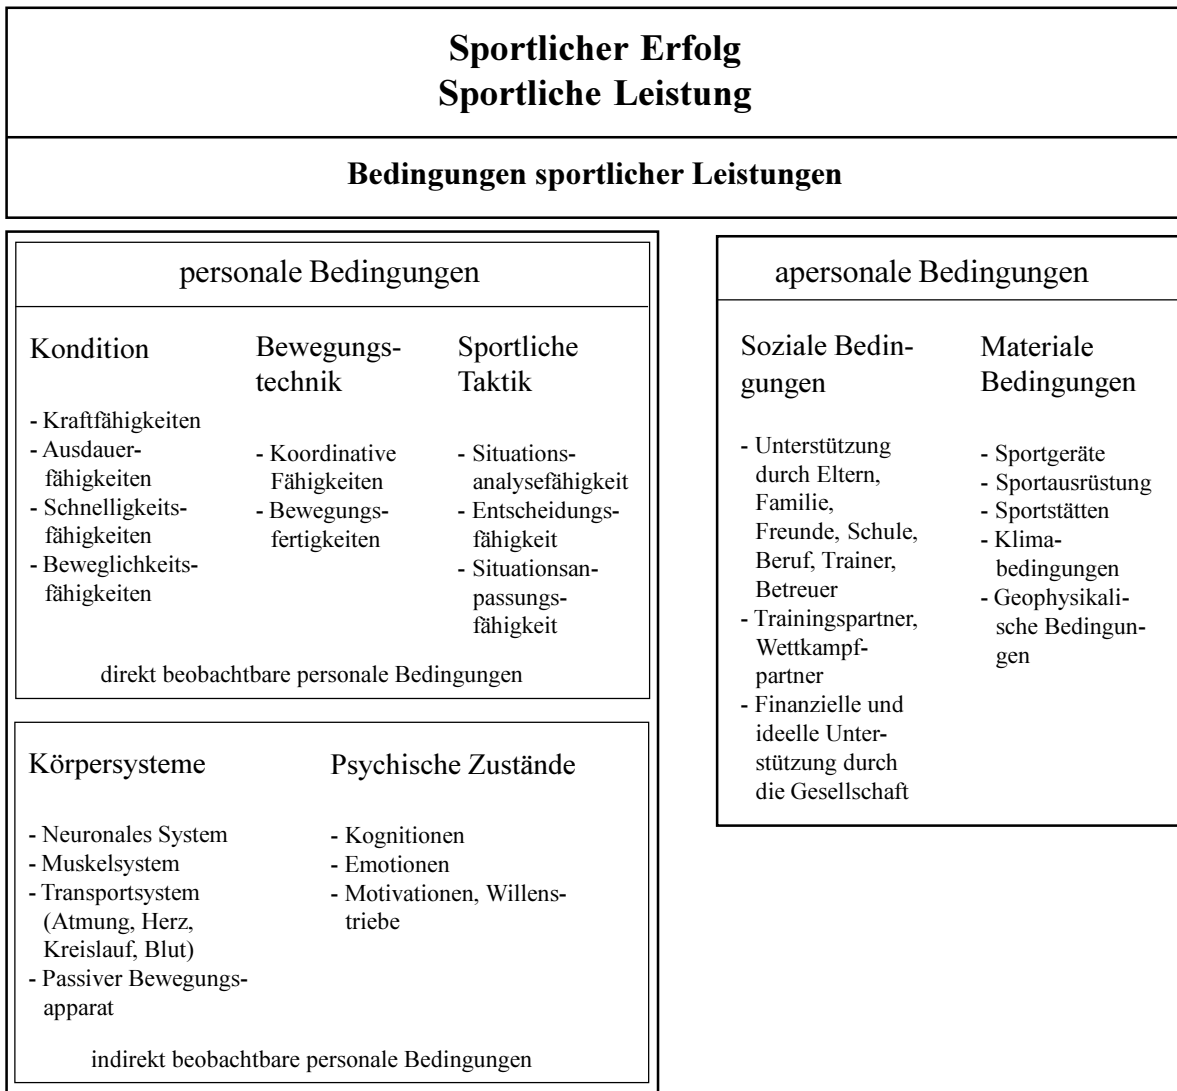 Sportlicher Erfolg
Sportliche Leistung
Bedingungen sportlicher Leistungen
personale Bedingungen
Kondition
- Kraftfähigkeiten
- Ausdauer-
fähigkeiten
- Schnelligkeits-
fähigkeiten
- Beweglichkeits-
fähigkeiten
Bewegungs-
technik
- Koordinative
Fähigkeiten
- Bewegungs-
fertigkeiten
Sportliche
Taktik
- Situations-
analysefähigkeit
- Entscheidungs-
fähigkeit
- Situationsan-
passungs-
fähigkeit
direkt beobachtbare personale Bedingungen
Körpersysteme
- Neuronales System
- Muskelsystem
- Transportsystem
(Atmung, Herz,
Kreislauf, Blut)
- Passiver Bewegungs-
apparat
Psychische Zustände
- Kognitionen
- Emotionen
- Motivationen, Willens-
triebe
indirekt beobachtbare personale Bedingungen
apersonale Bedingungen
Soziale Bedin-
gungen
- Unterstützung
durch Eltern,
Familie,
Freunde, Schule,
Beruf, Trainer,
Betreuer
- Trainingspartner,
Wettkampf-
partner
- Finanzielle und
ideelle Unter-
stützung durch
die Gesellschaft
Materiale
Bedingungen
- Sportgeräte
- Sportausrüstung
- Sportstätten
- Klima-
bedingungen
- Geophysikali-
sche Bedingun-
gen